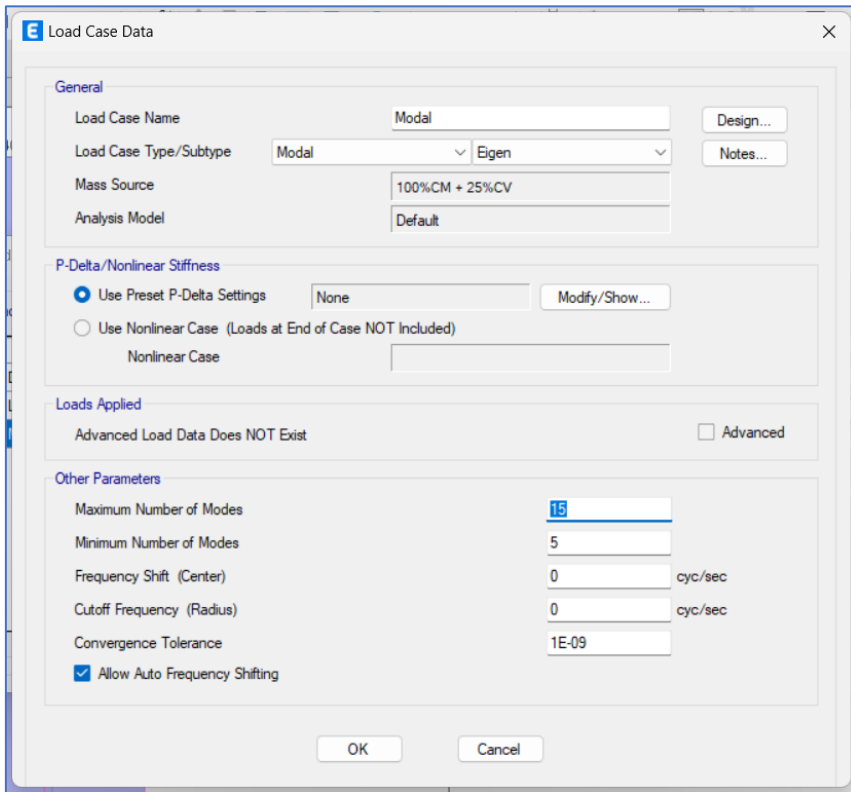 E Load Case Data
General
Load Case Name Modal Design...
Load Case Type/Subtype Modal Eigen Notes...
Mass Source 100%CM + 25%CV
Analysis Model Default
P-Delta/Nonlinear Stiffness
Use Preset P-Delta Settings None Modify/Show...
Use Nonlinear Case (Loads at End of Case NOT Included)
Nonlinear Case
Loads Applied
Advanced Load Data Does NOT Exist Advanced
Other Parameters
Maximum Number of Modes 15
Minimum Number of Modes 5
Frequency Shift (Center) 0 cyc/sec
Cutoff Frequency (Radius) 0 cyc/sec
Convergence Tolerance 1E-09
Allow Auto Frequency Shifting
OK Cancel